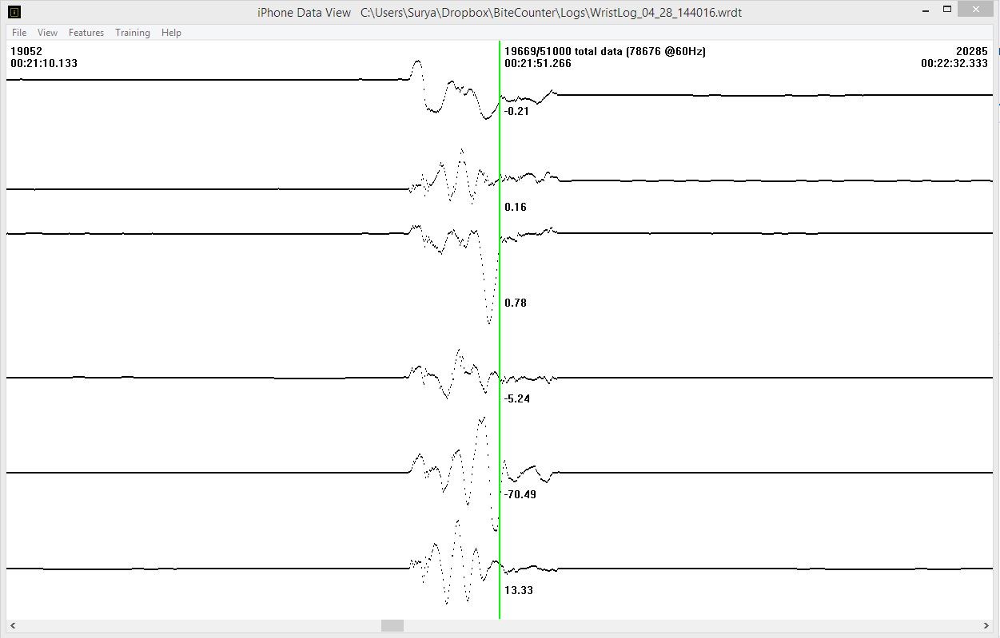 iPhone Data View C:\Users\Surya\Dropbox\BiteCounter\Logs\WristLog_04_28_144016.wrdt
File View Features Training Help
19052 19669/51000 total data (78676 @60Hz) 20285
00:21:10.133 00:21:51.266 00:22:32.333
-0.21
0.16
0.78
-5.24
-70.49
13.33